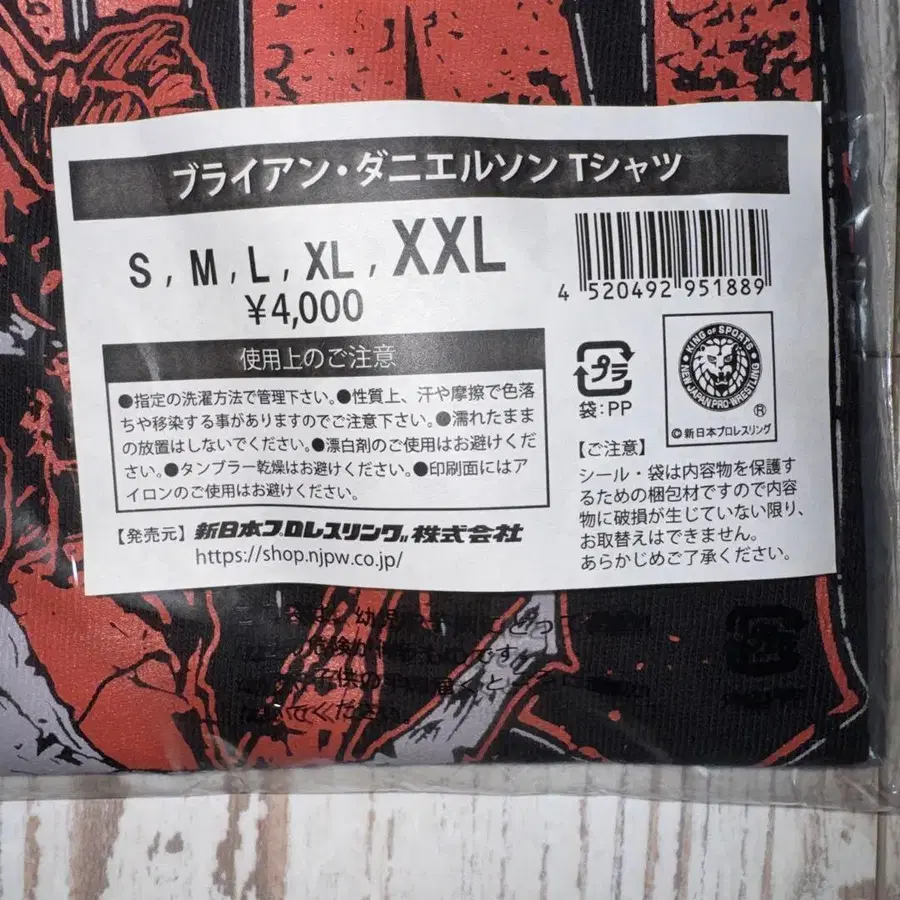 ブライアン・ダニエルソン Tシャツ
S , M , L , XL , XXL
¥4,000
4 520492 951889
使用上のご注意
●指定の洗濯方法で管理下さい。●性質上、汗や摩擦で色落
ちや移染する事がありますのでご注意下さい。●濡れたまま
の放置はしないでください。●漂白剤のご使用はお避けくだ
さい。●タンブラー乾燥はお避けください。●印刷面にはア
イロンのご使用はお避けください。
【発売元】新日本プロレスリング株式会社
https://shop.njpw.co.jp/
プラ
袋:PP
KING OF SPORTS
NEW JAPAN PRO-WRESTLING
®
©新日本プロレスリング
【ご注意】
シール・袋は内容物を保護す
るための梱包材ですので内容
物に破損が生じていない限り、
お取替えはできません。
あらかじめご了承ください。
幼児
です
子供の
ください。